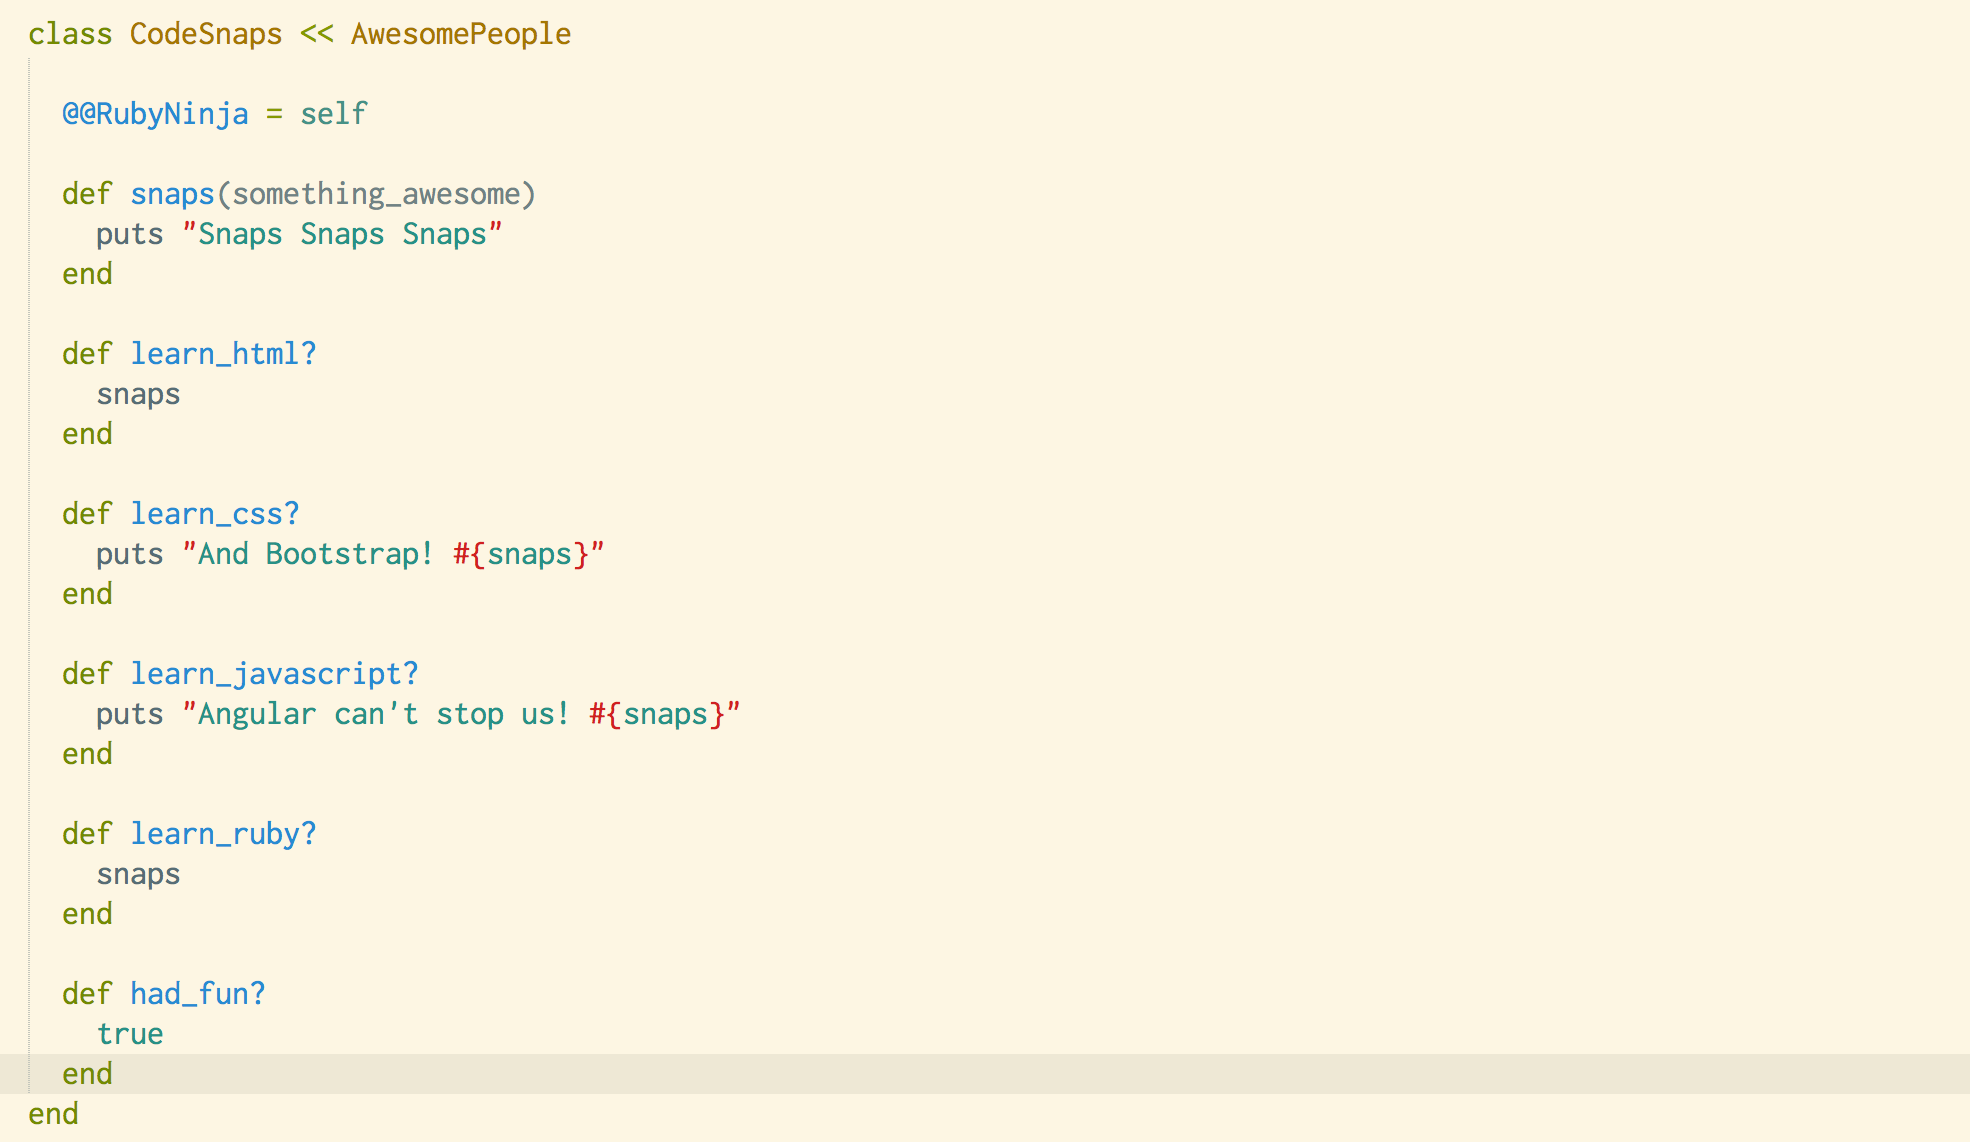 class CodeSnaps << AwesomePeople
@@RubyNinja = self
def snaps(something_awesome)
puts "Snaps Snaps Snaps"
end
def learn_html?
snaps
end
def learn_css?
puts "And Bootstrap! #{snaps}"
end
def learn_javascript?
puts "Angular can't stop us! #{snaps}"
end
def learn_ruby?
snaps
end
def had_fun?
true
end
end